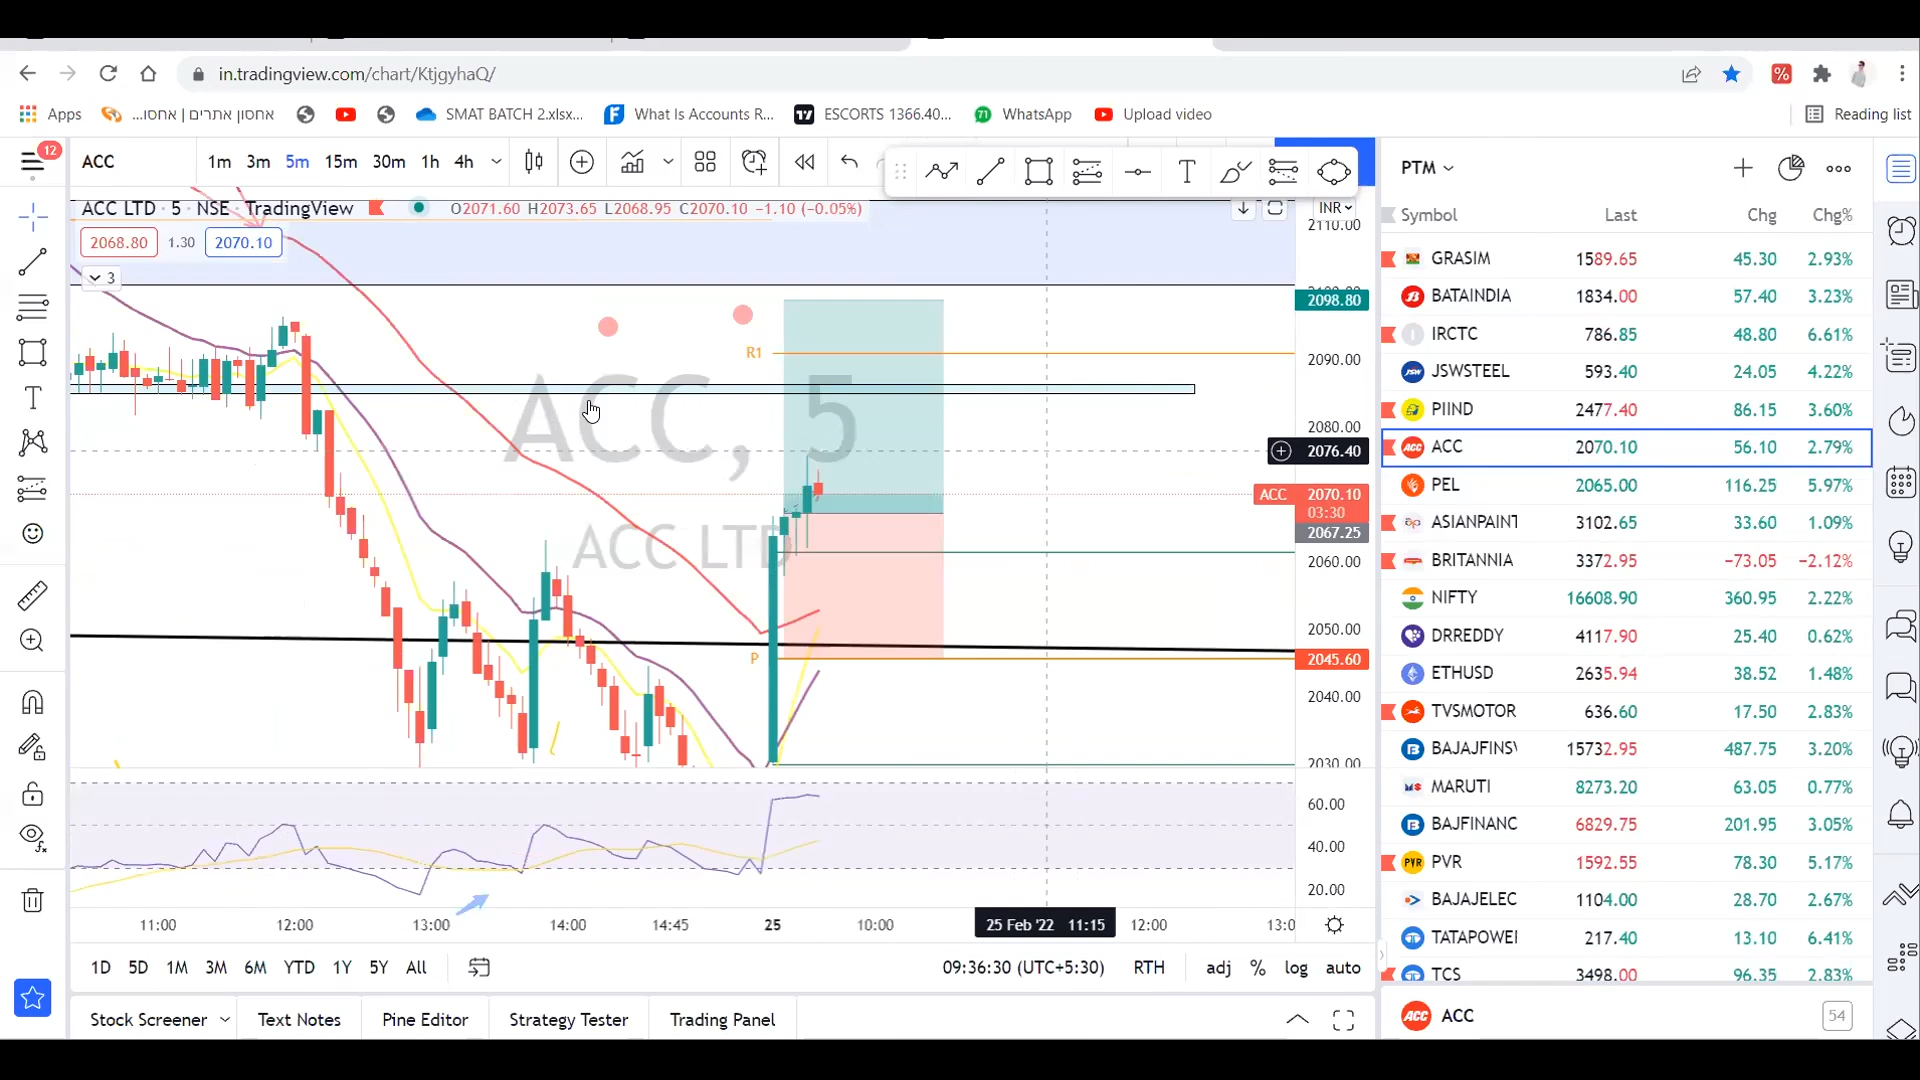 in.tradingview.com/chart/KtjgyhaQ/
Apps
אחסון אתרים | אחסו...
SMAT BATCH 2.xlsx...
What Is Accounts R...
ESCORTS 1366.40...
WhatsApp
Upload video
Reading list
12
ACC
1m 3m 5m 15m 30m 1h 4h
ACC LTD · 5 · NSE · TradingView
O2071.60 H2073.65 L2068.95 C2070.10 −1.10 (−0.05%)
INR
2068.80 1.30 2070.10
3
ACC, 5
ACC LTD
R1
P
2110.00
2098.80
2090.00
2080.00
2076.40
ACC 2070.10
03:30
2067.25
2060.00
2050.00
2045.60
2040.00
2030.00
60.00
40.00
20.00
11:00 12:00 13:00 14:00 14:45 25 10:00 25 Feb '22 11:15 12:00 13:0
1D 5D 1M 3M 6M YTD 1Y 5Y All
09:36:30 (UTC+5:30) RTH adj % log auto
Stock Screener Text Notes Pine Editor Strategy Tester Trading Panel
PTM
Symbol Last Chg Chg%
GRASIM 1589.65 45.30 2.93%
BATAINDIA 1834.00 57.40 3.23%
IRCTC 786.85 48.80 6.61%
JSWSTEEL 593.40 24.05 4.22%
PIIND 2477.40 86.15 3.60%
ACC 2070.10 56.10 2.79%
PEL 2065.00 116.25 5.97%
ASIANPAINT 3102.65 33.60 1.09%
BRITANNIA 3372.95 −73.05 −2.12%
NIFTY 16608.90 360.95 2.22%
DRREDDY 4117.90 25.40 0.62%
ETHUSD 2635.94 38.52 1.48%
TVSMOTOR 636.60 17.50 2.83%
BAJAJFINSV 15732.95 487.75 3.20%
MARUTI 8273.20 63.05 0.77%
BAJFINANC 6829.75 201.95 3.05%
PVR 1592.55 78.30 5.17%
BAJAJELEC 1104.00 28.70 2.67%
TATAPOWE 217.40 13.10 6.41%
TCS 3498.00 96.35 2.83%
ACC 54